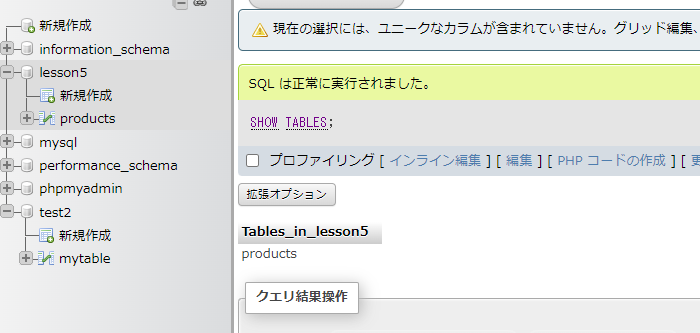 新規作成
information_schema
lesson5
新規作成
products
mysql
performance_schema
phpmyadmin
test2
新規作成
mytable
現在の選択には、ユニークなカラムが含まれていません。グリッド編集、
SQL は正常に実行されました。
SHOW TABLES;
プロファイリング [ インライン編集 ] [ 編集 ] [ PHP コードの作成 ] [ 更
拡張オプション
Tables_in_lesson5
products
クエリ結果操作